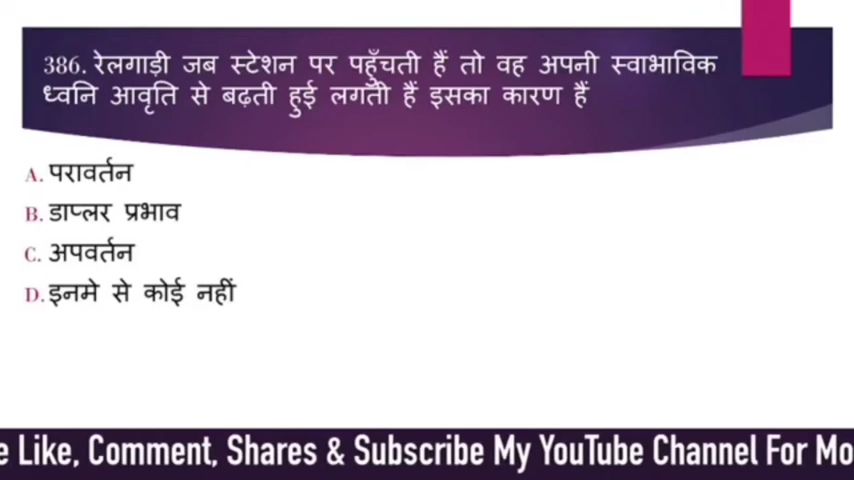 386. रेलगाड़ी जब स्टेशन पर पहुँचती हैं तो वह अपनी स्वाभाविक
ध्वनि आवृति से बढ़ती हुई लगती हैं इसका कारण हैं
A. परावर्तन
B. डाप्लर प्रभाव
C. अपवर्तन
D. इनमे से कोई नहीं
e Like, Comment, Shares & Subscribe My YouTube Channel For Mo